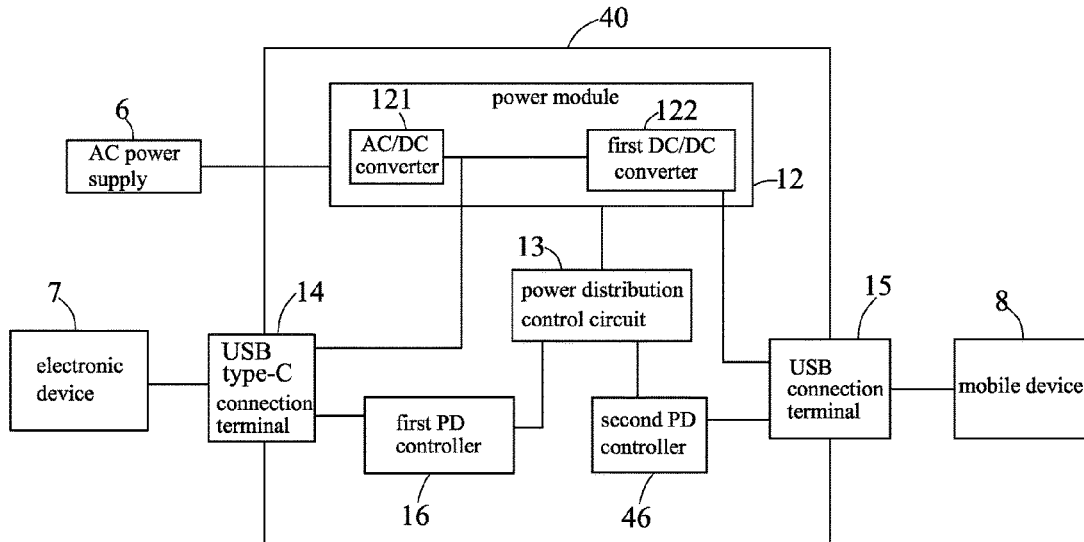 40
power module
6
121
122
AC power
supply
AC/DC
converter
first DC/DC
converter
12
13
7
14
power distribution
control circuit
15
8
electronic
device
USB
type-C
connection
terminal
USB
connection
terminal
mobile device
first PD
controller
second PD
controller
16
46